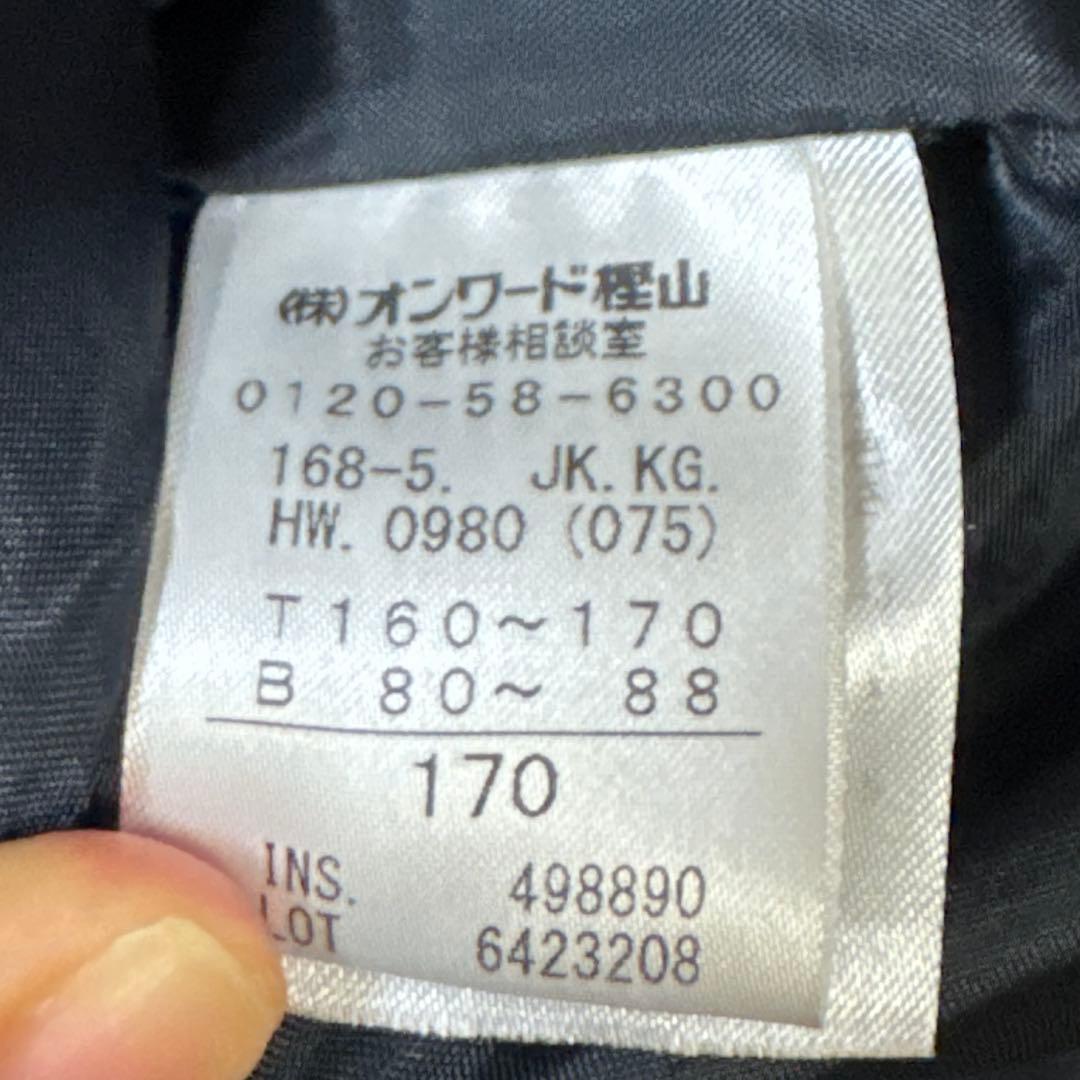 (株)オンワード樫山
お客様相談室
0120-58-6300
168-5. JK.KG.
HW. 0980 (075)
T 160～170
B 80～ 88
170
INS. 498890
LOT 6423208